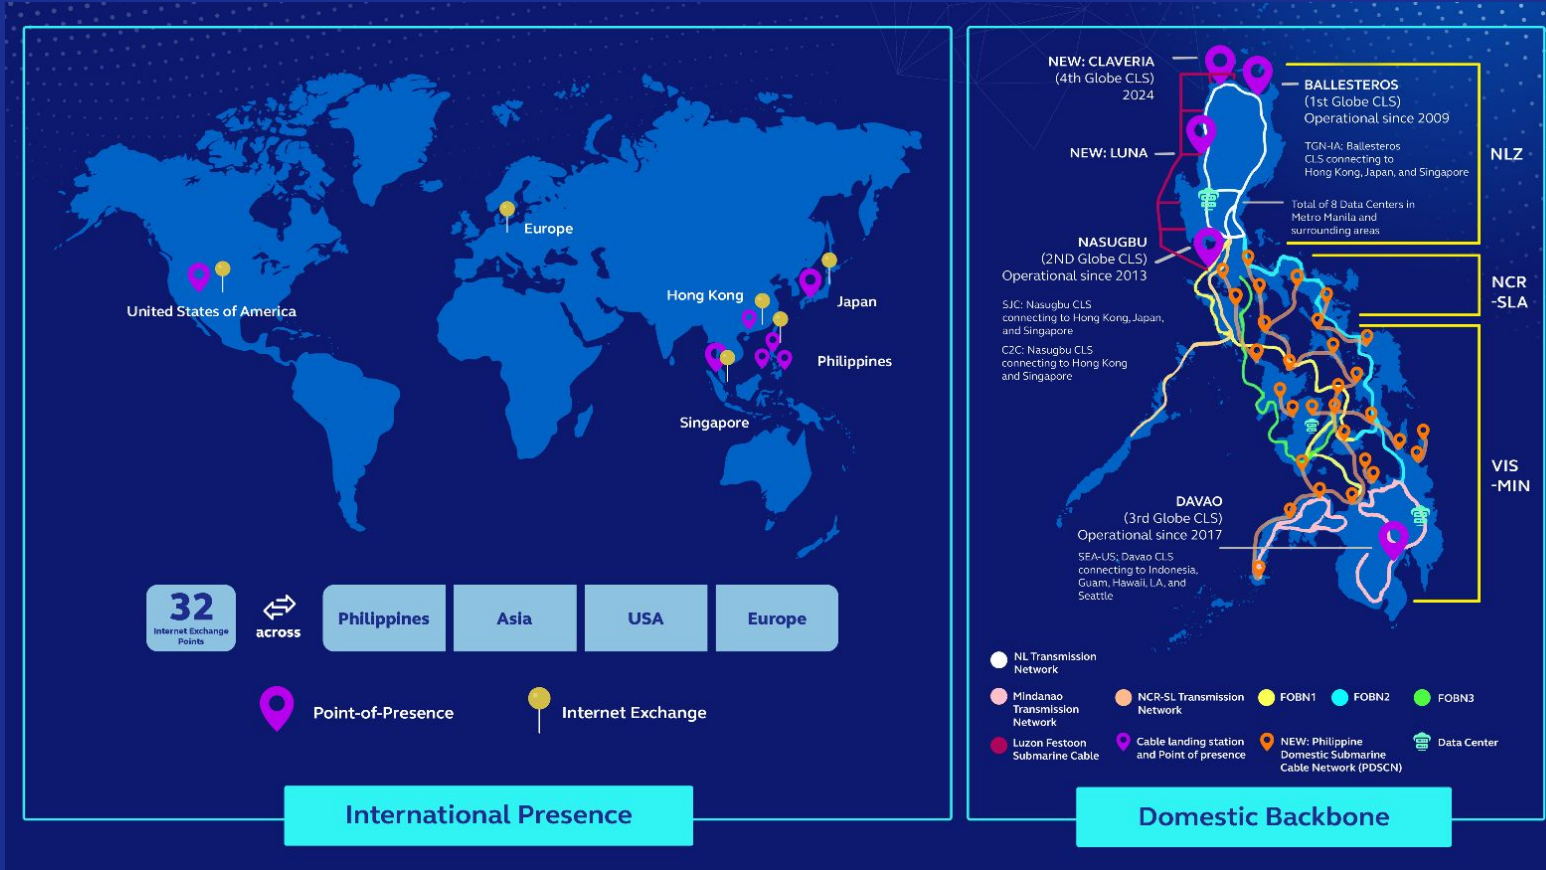 United States of America
Europe
Hong Kong
Japan
Philippines
Singapore
32
Internet Exchange
Points
across
Philippines
Asia
USA
Europe
Point-of-Presence
Internet Exchange
International Presence
NEW: CLAVERIA
(4th Globe CLS)
2024
BALLESTEROS
(1st Globe CLS)
Operational since 2009
TGN-IA: Ballesteros
CLS connecting to
Hong Kong, Japan, and Singapore
NEW: LUNA
NLZ
Total of 8 Data Centers in
Metro Manila and
surrounding areas
NASUGBU
(2ND Globe CLS)
Operational since 2013
SJC: Nasugbu CLS
connecting to Hong Kong, Japan,
and Singapore
C2C: Nasugbu CLS
connecting to Hong Kong
and Singapore
NCR
-SLA
VIS
-MIN
DAVAO
(3rd Globe CLS)
Operational since 2017
SEA-US; Davao CLS
connecting to Indonesia,
Guam, Hawaii, LA, and
Seattle
NL Transmission
Network
Mindanao
Transmission
Network
NCR-SL Transmission
Network
FOBN1
FOBN2
FOBN3
Luzon Festoon
Submarine Cable
Cable landing station
and Point of presence
NEW: Philippine
Domestic Submarine
Cable Network (PDSCN)
Data Center
Domestic Backbone